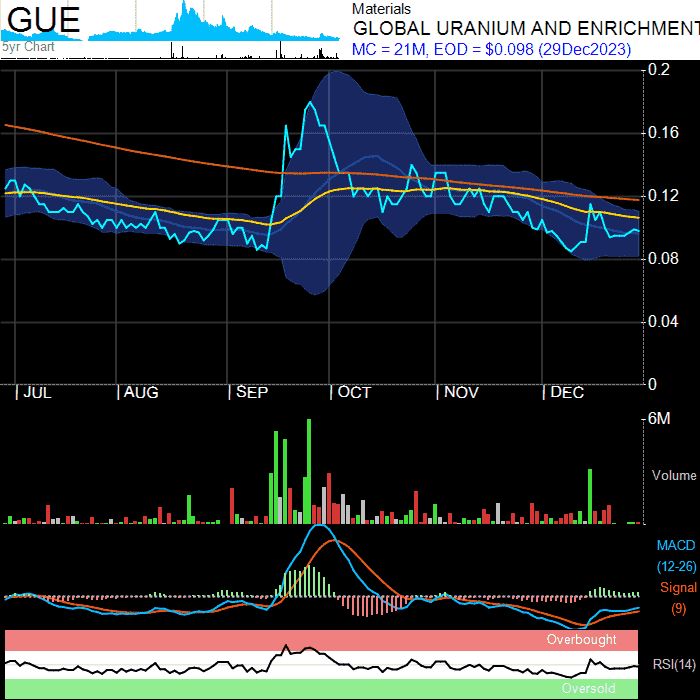 GUE
5yr Chart
Materials
GLOBAL URANIUM AND ENRICHMENT
MC = 21M, EOD = $0.098 (29Dec2023)
0.2
0.16
0.12
0.08
0.04
0
JUL AUG SEP OCT NOV DEC
6M
Volume
MACD
(12-26)
Signal
(9)
Overbought
RSI(14)
Oversold